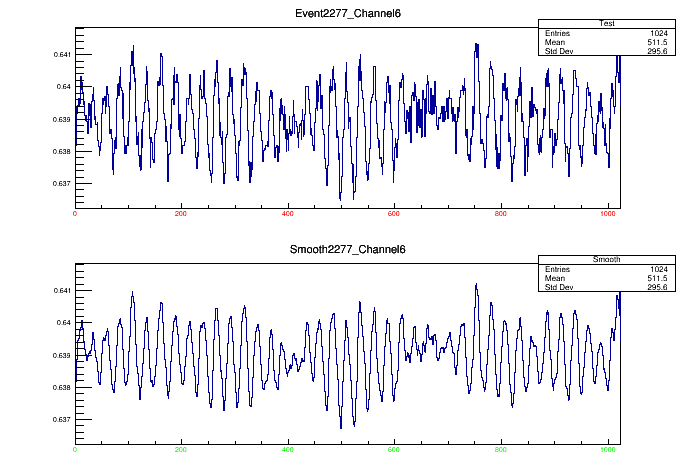 Event2277_Channel6
Test
Entries 1024
Mean 511.5
Std Dev 295.6
0.641
0.64
0.639
0.638
0.637
0 200 400 600 800 1000
Smooth2277_Channel6
Smooth
Entries 1024
Mean 511.5
Std Dev 295.6
0.641
0.64
0.639
0.638
0.637
0 200 400 600 800 1000